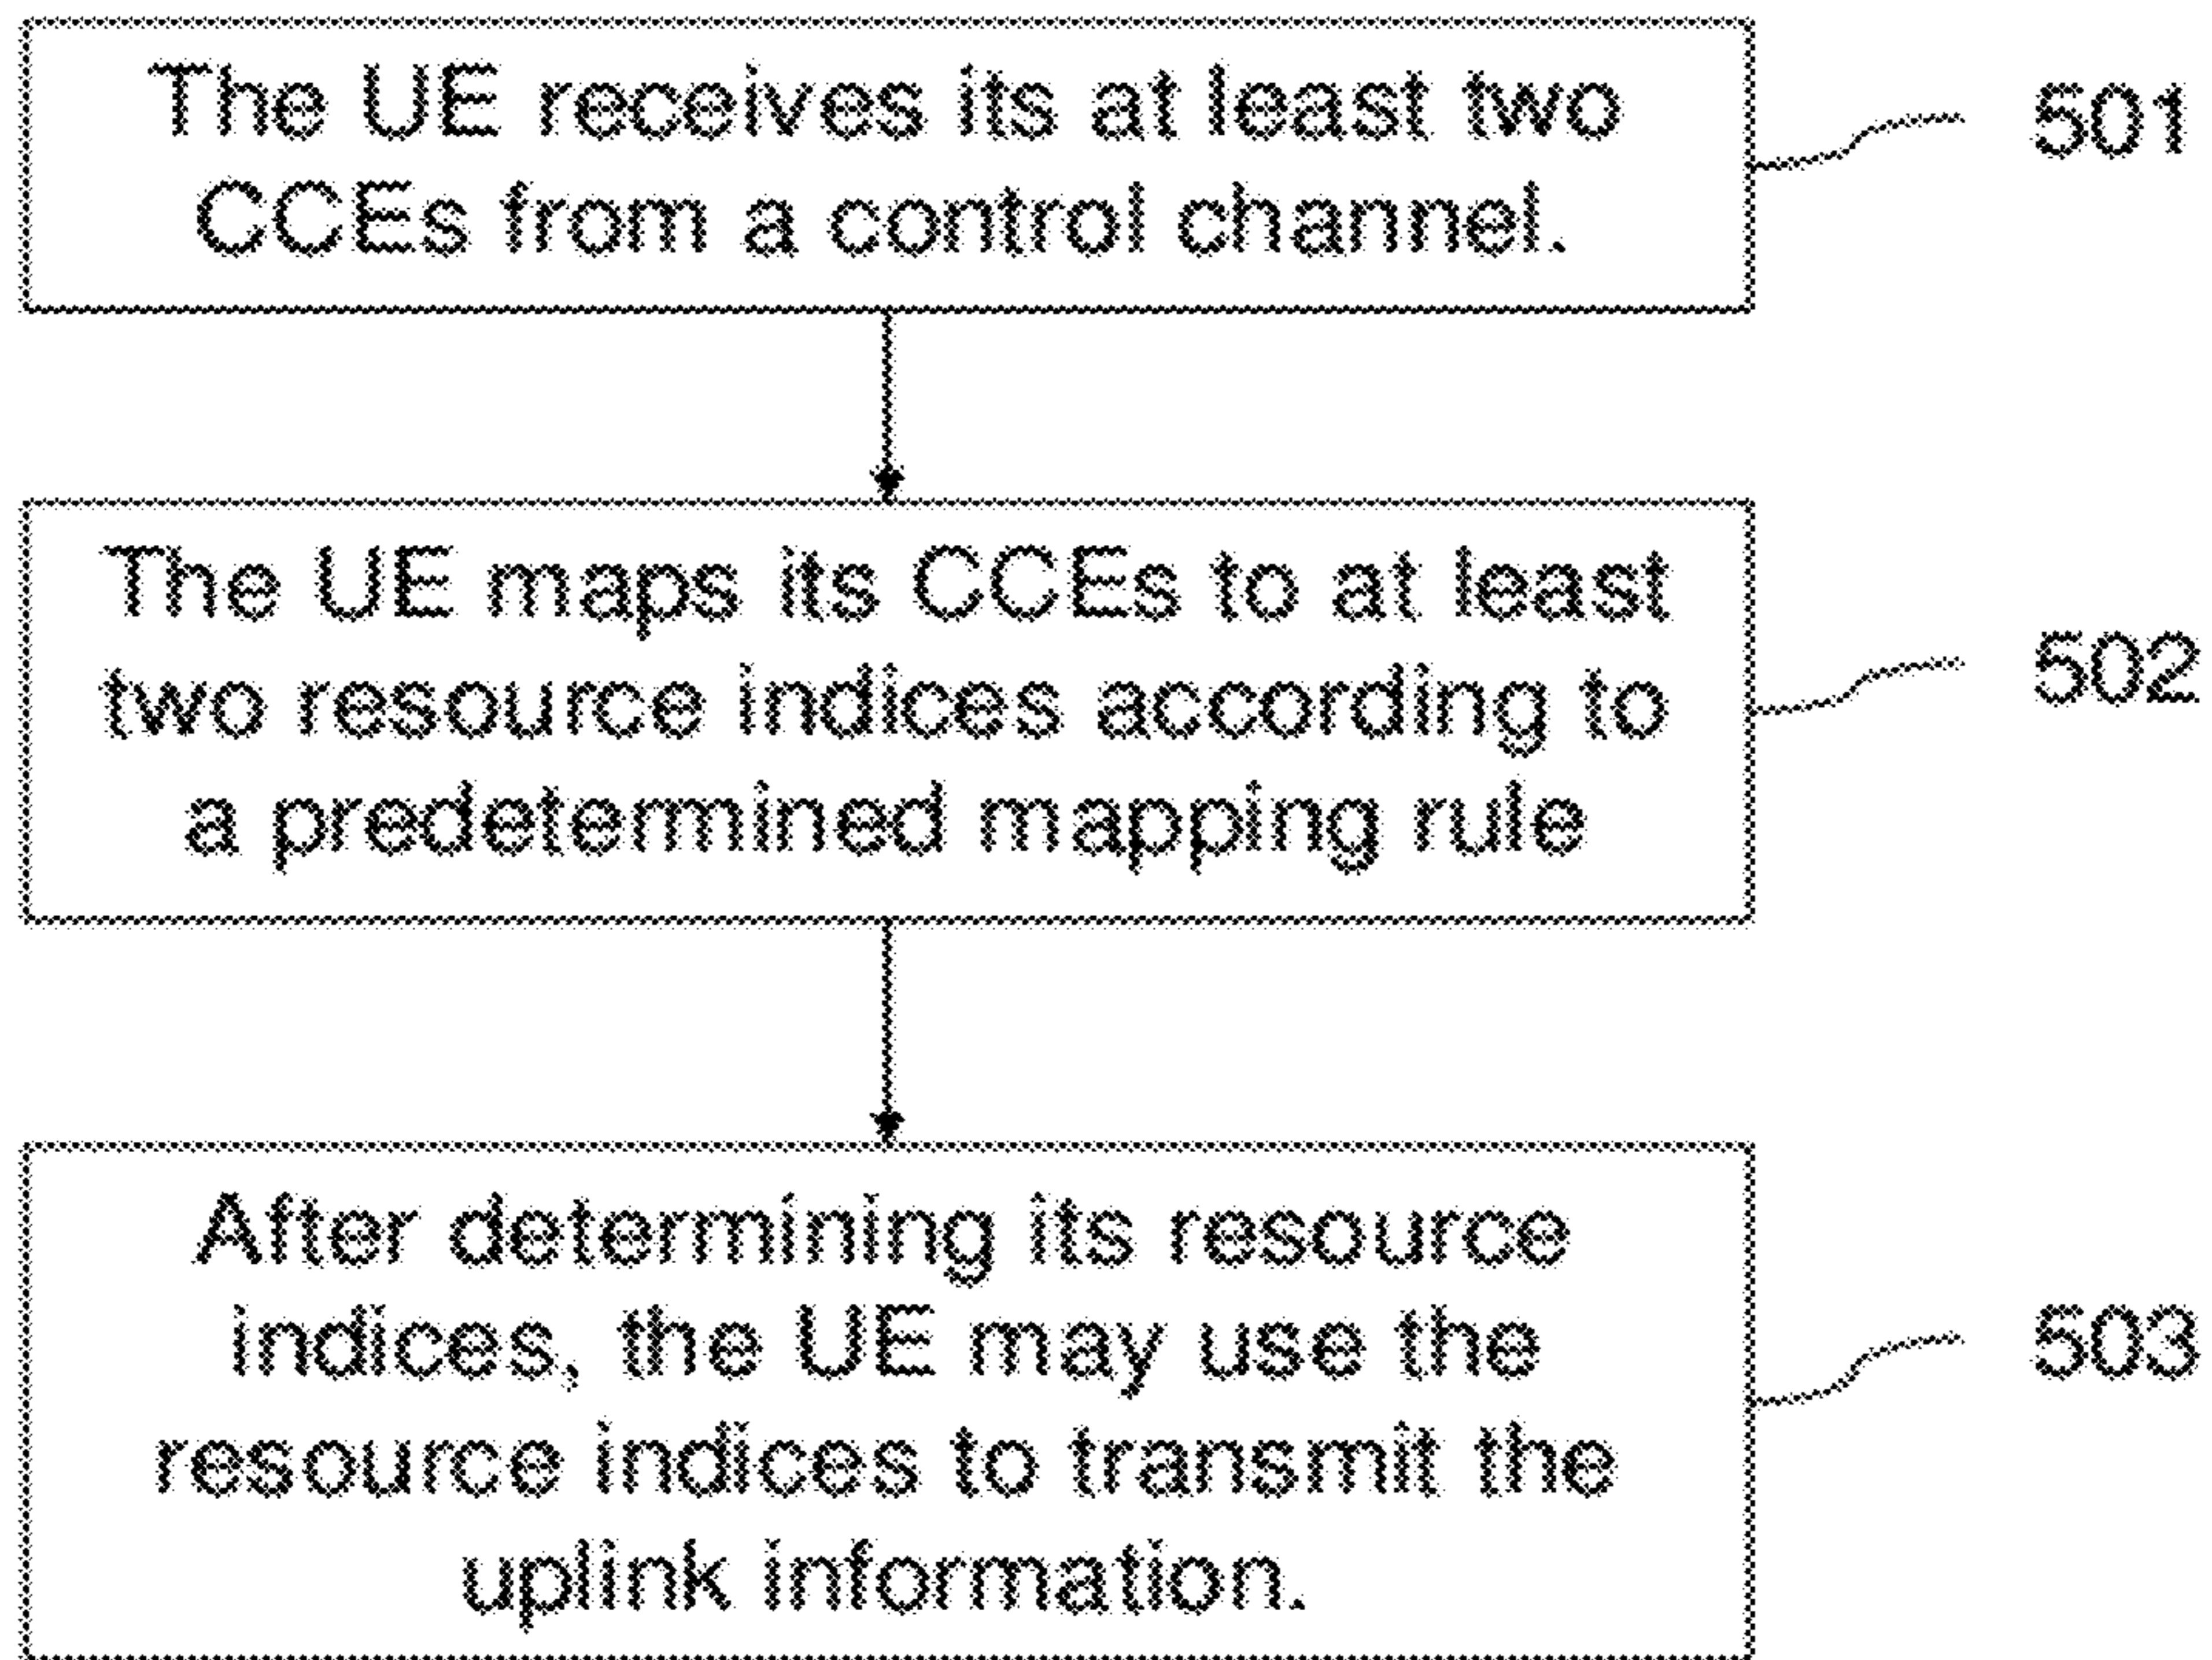 The UE receives its at least two
CCEs from a control channel.
501
The UE maps its CCEs to at least
two resource indices according to
a predetermined mapping rule
502
After determining its resource
indices, the UE may use the
resource indices to transmit the
uplink information.
503